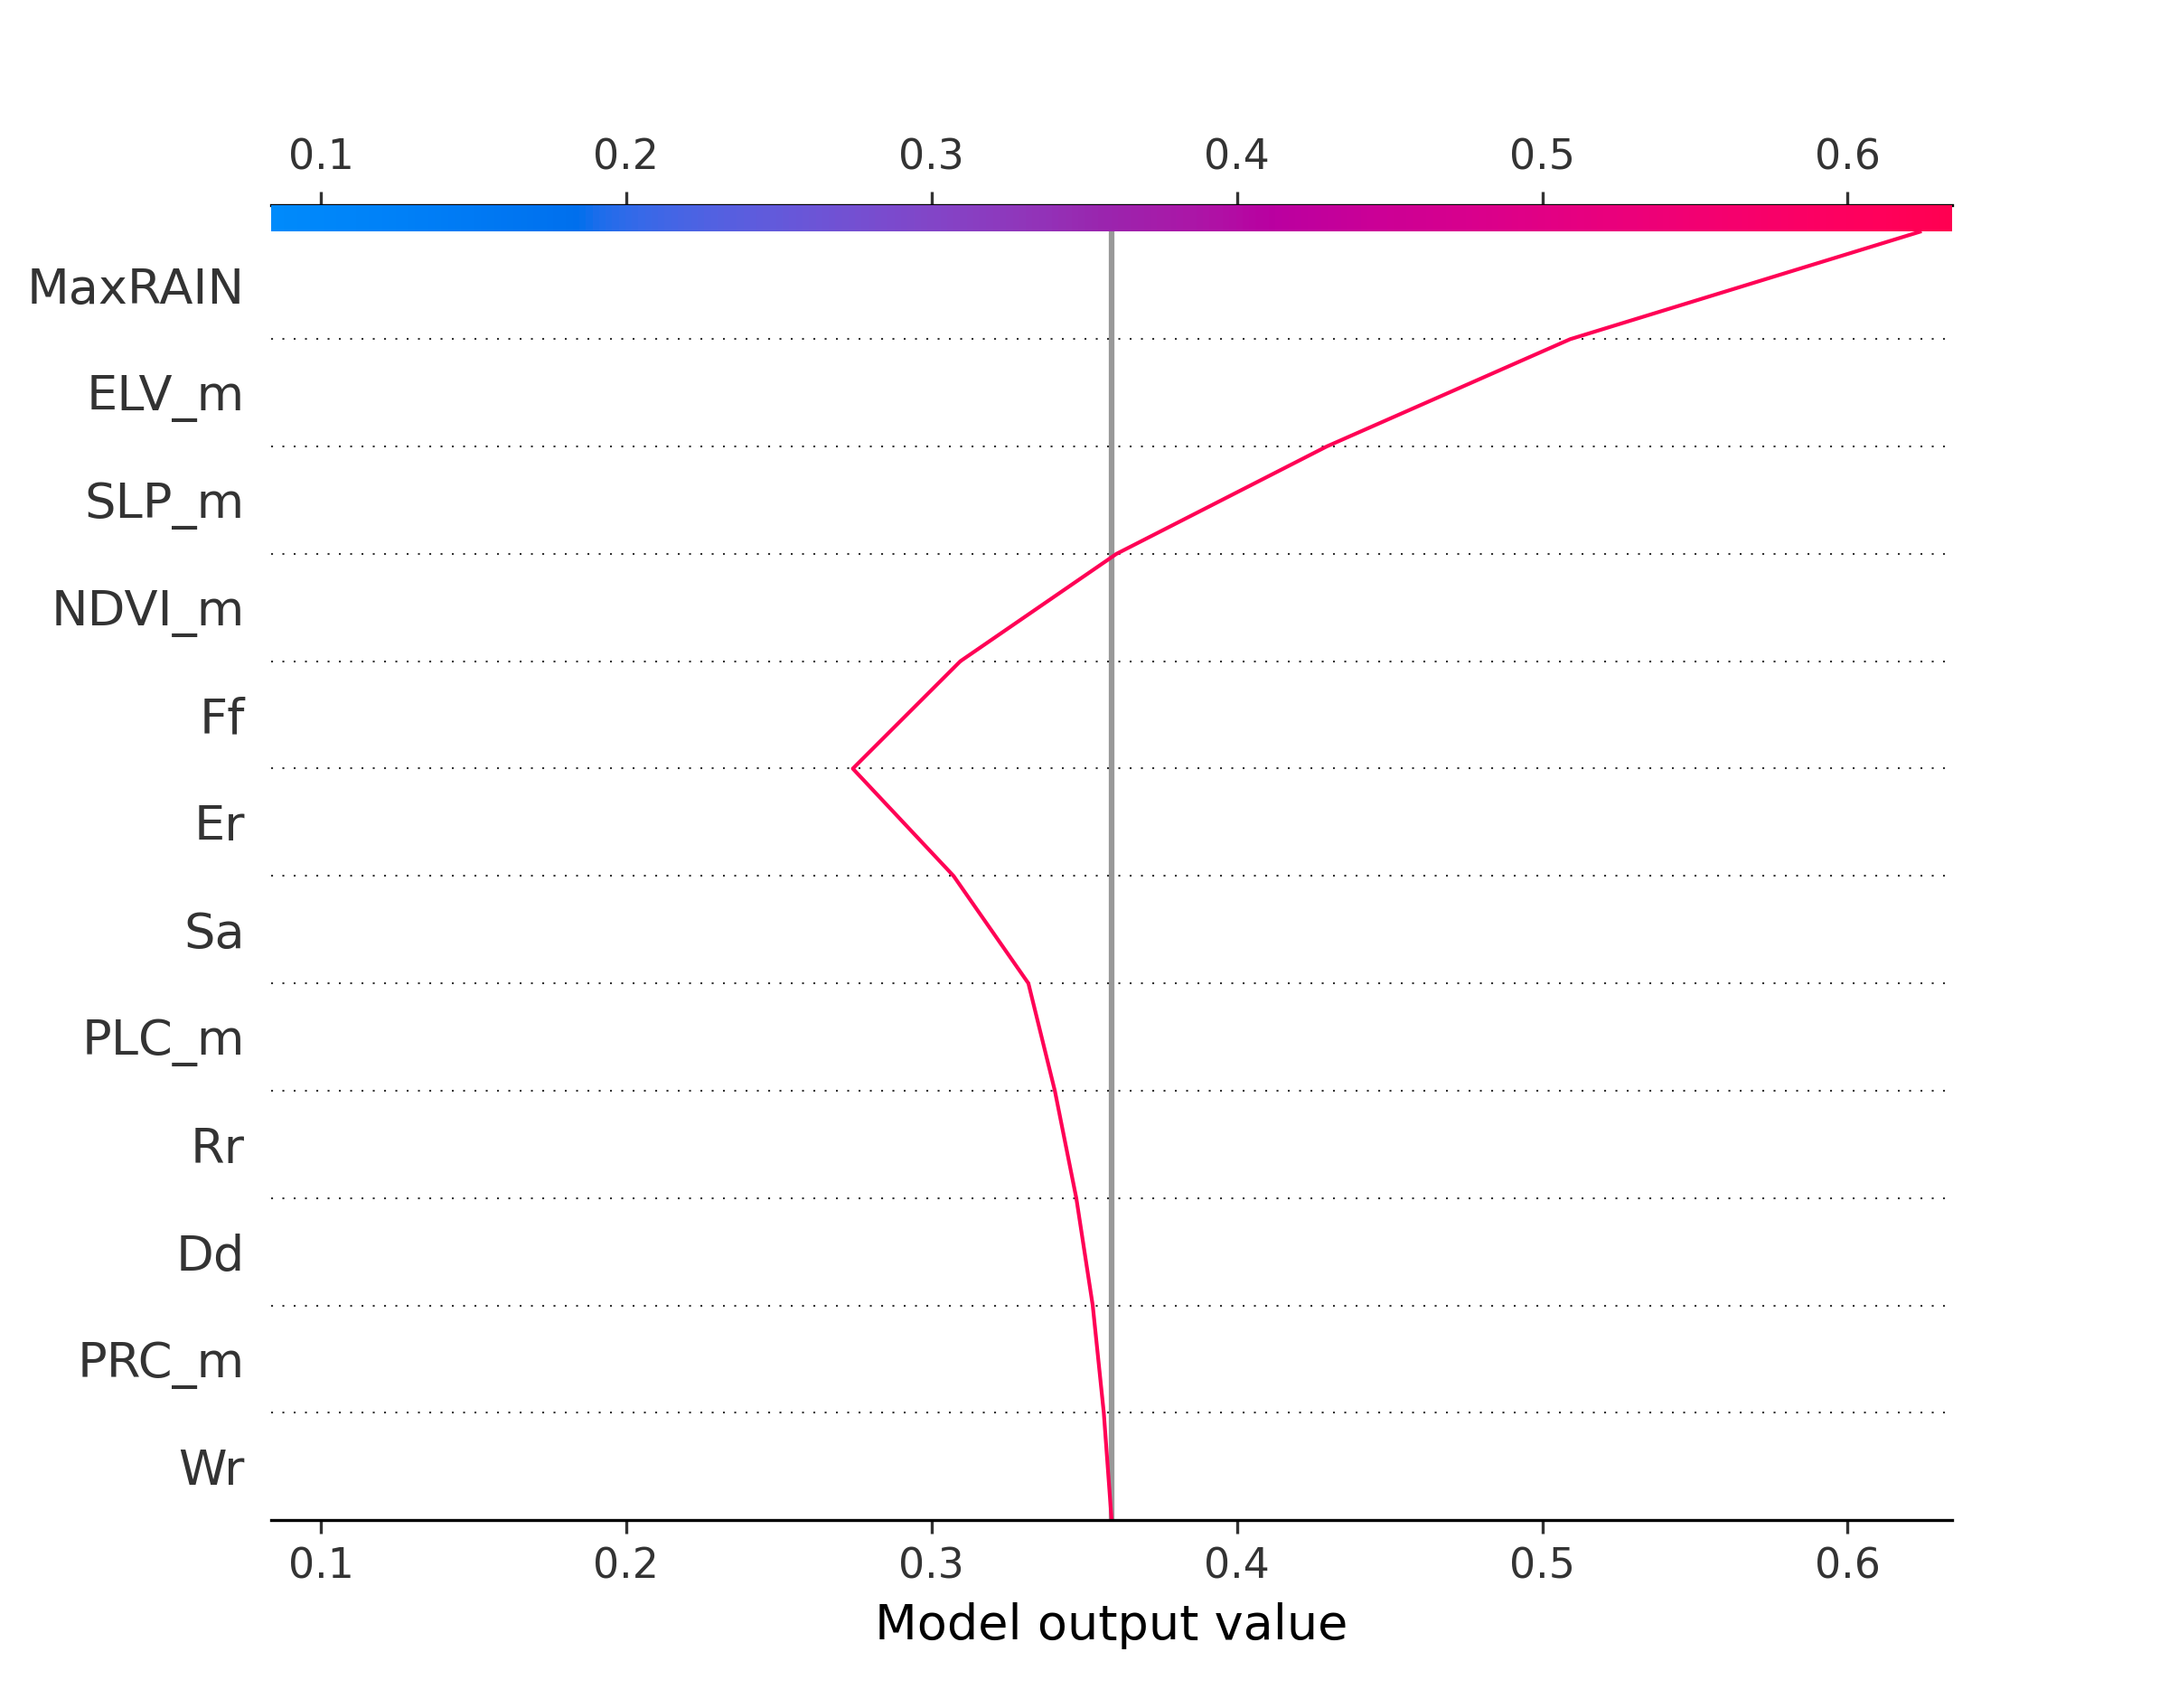 0.1 0.2 0.3 0.4 0.5 0.6
MaxRAIN
ELV_m
SLP_m
NDVI_m
Ff
Er
Sa
PLC_m
Rr
Dd
PRC_m
Wr
0.1 0.2 0.3 0.4 0.5 0.6
Model output value